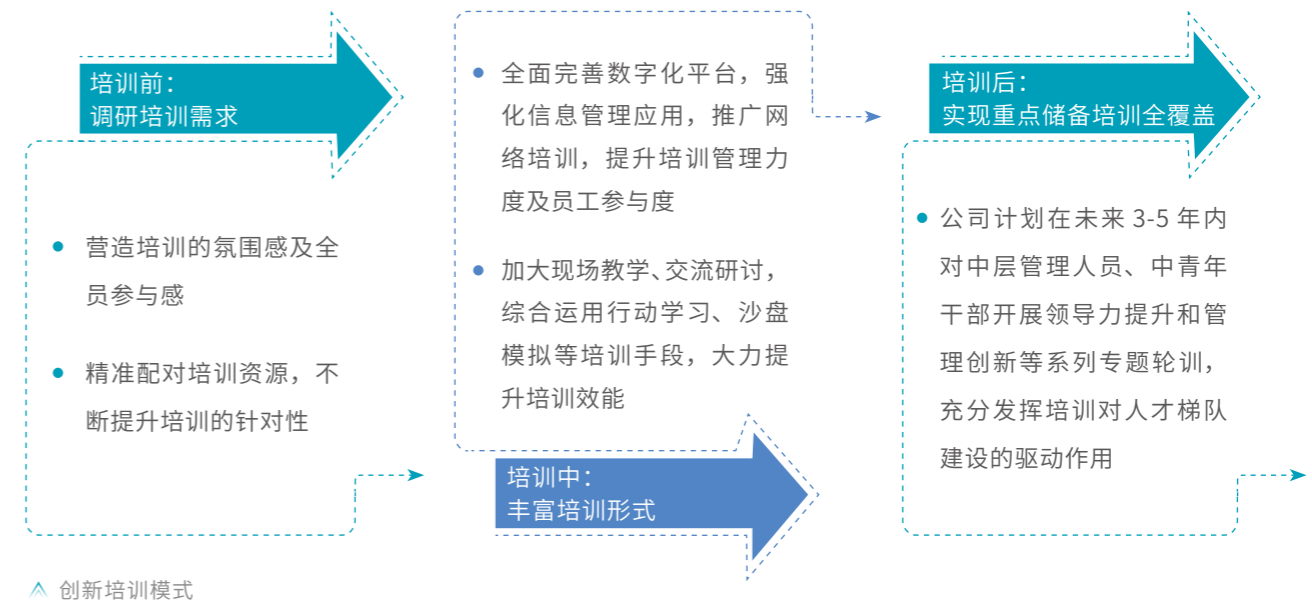 培训前：
调研培训需求
营造培训的氛围感及全
员参与感
精准配对培训资源，不
断提升培训的针对性
全面完善数字化平台，强
化信息管理应用，推广网
络培训，提升培训管理力
度及员工参与度
加大现场教学、交流研讨，
综合运用行动学习、沙盘
模拟等培训手段，大力提
升培训效能
培训中：
丰富培训形式
培训后：
实现重点储备培训全覆盖
公司计划在未来 3-5 年内
对中层管理人员、中青年
干部开展领导力提升和管
理创新等系列专题轮训，
充分发挥培训对人才梯队
建设的驱动作用
创新培训模式